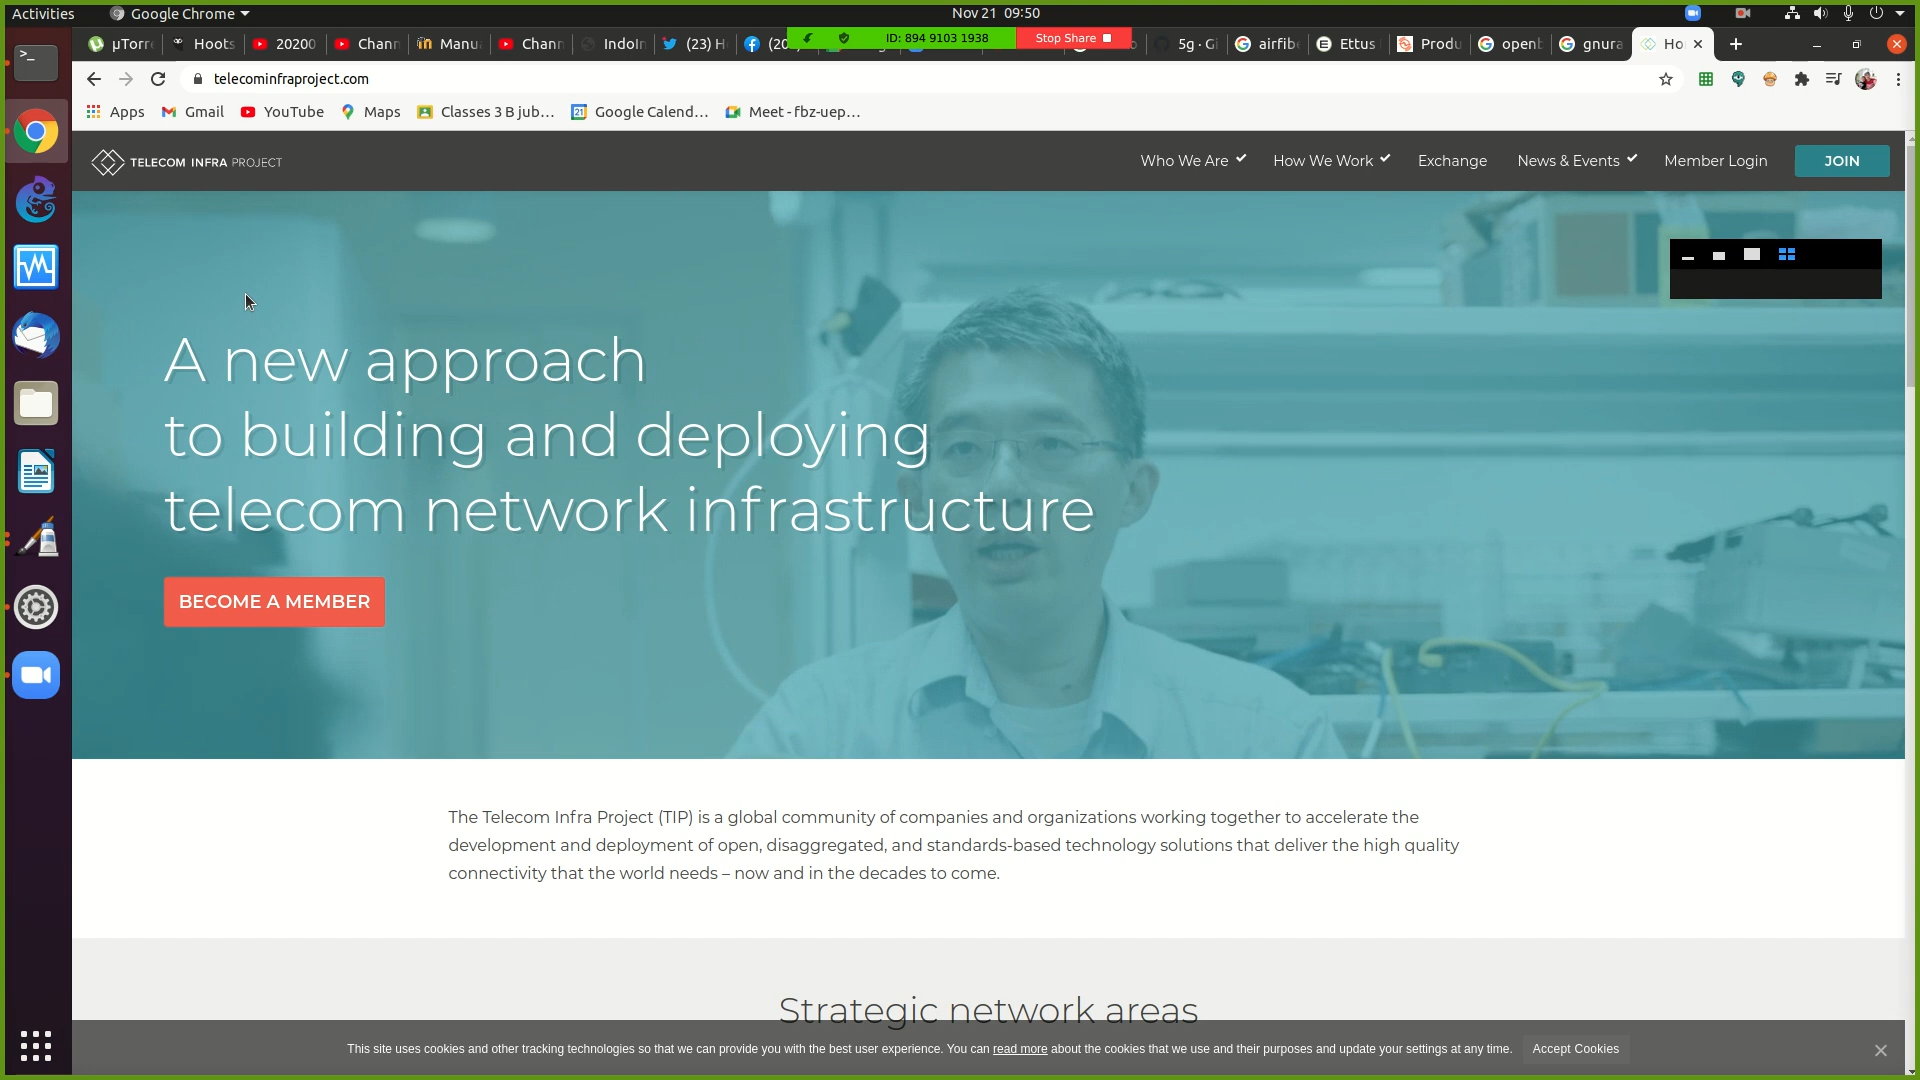 Activities
Google Chrome
Nov 21 09:50
µTorre
Hoots
20200
Chann
Manua
Chann
IndoIn
(23) H
(20
ID: 894 9103 1938
Stop Share
5g · Gi
airfibe
Ettus
Produ
opent
gnura
Ho
telecominfraproject.com
Apps
Gmail
YouTube
Maps
Classes 3 B jub...
Google Calend...
Meet - fbz-uep...
TELECOM INFRA PROJECT
Who We Are
How We Work
Exchange
News & Events
Member Login
JOIN
A new approach
to building and deploying
telecom network infrastructure
BECOME A MEMBER
The Telecom Infra Project (TIP) is a global community of companies and organizations working together to accelerate the
development and deployment of open, disaggregated, and standards-based technology solutions that deliver the high quality
connectivity that the world needs – now and in the decades to come.
Strategic network areas
This site uses cookies and other tracking technologies so that we can provide you with the best user experience. You can read more about the cookies that we use and their purposes and update your settings at any time.
Accept Cookies